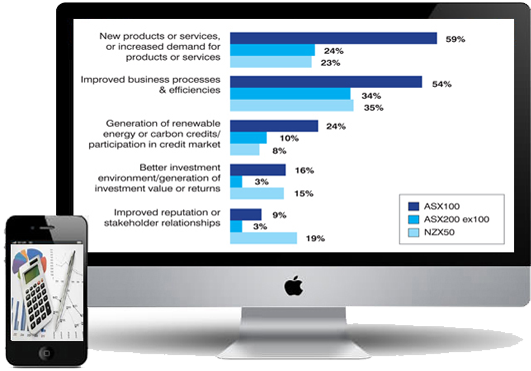 New products or services,
or increased demand for
products or services
59%
24%
23%
Improved business processes
& efficiencies
54%
34%
35%
Generation of renewable
energy or carbon credits/
participation in credit market
24%
10%
8%
Better investment
environment/generation of
investment value or returns
16%
3%
15%
Improved reputation or
stakeholder relationships
9%
3%
19%
ASX100
ASX200 ex100
NZX50